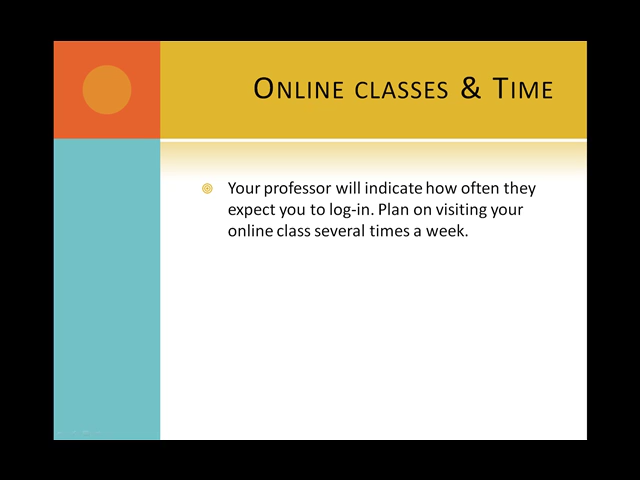 Online classes & Time
Your professor will indicate how often they
expect you to log-in. Plan on visiting your
online class several times a week.